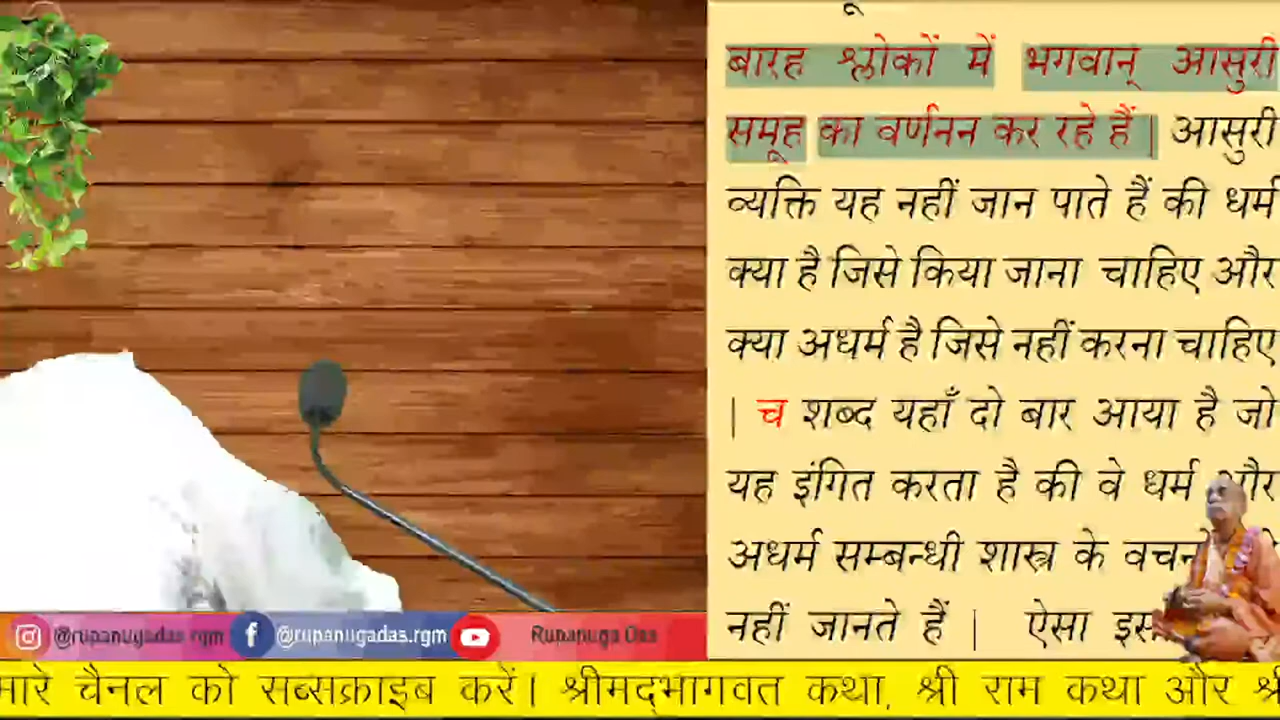 बारह श्लोकों में भगवान् आसुरी
समूह का वर्णनन कर रहे हैं | आसुरी
व्यक्ति यह नहीं जान पाते हैं की धर्म
क्या है जिसे किया जाना चाहिए और
क्या अधर्म है जिसे नहीं करना चाहिए
| च शब्द यहाँ दो बार आया है जो
यह इंगित करता है की वे धर्म और
अधर्म सम्बन्धी शास्त्र के
नहीं जानते हैं | ऐसा
@rupanugadas.rgm @rupanugadas.rgm Rupanuga Das
चैनल को सब्सक्राइब करें। श्रीमद्भागवत कथा, श्री राम कथा और